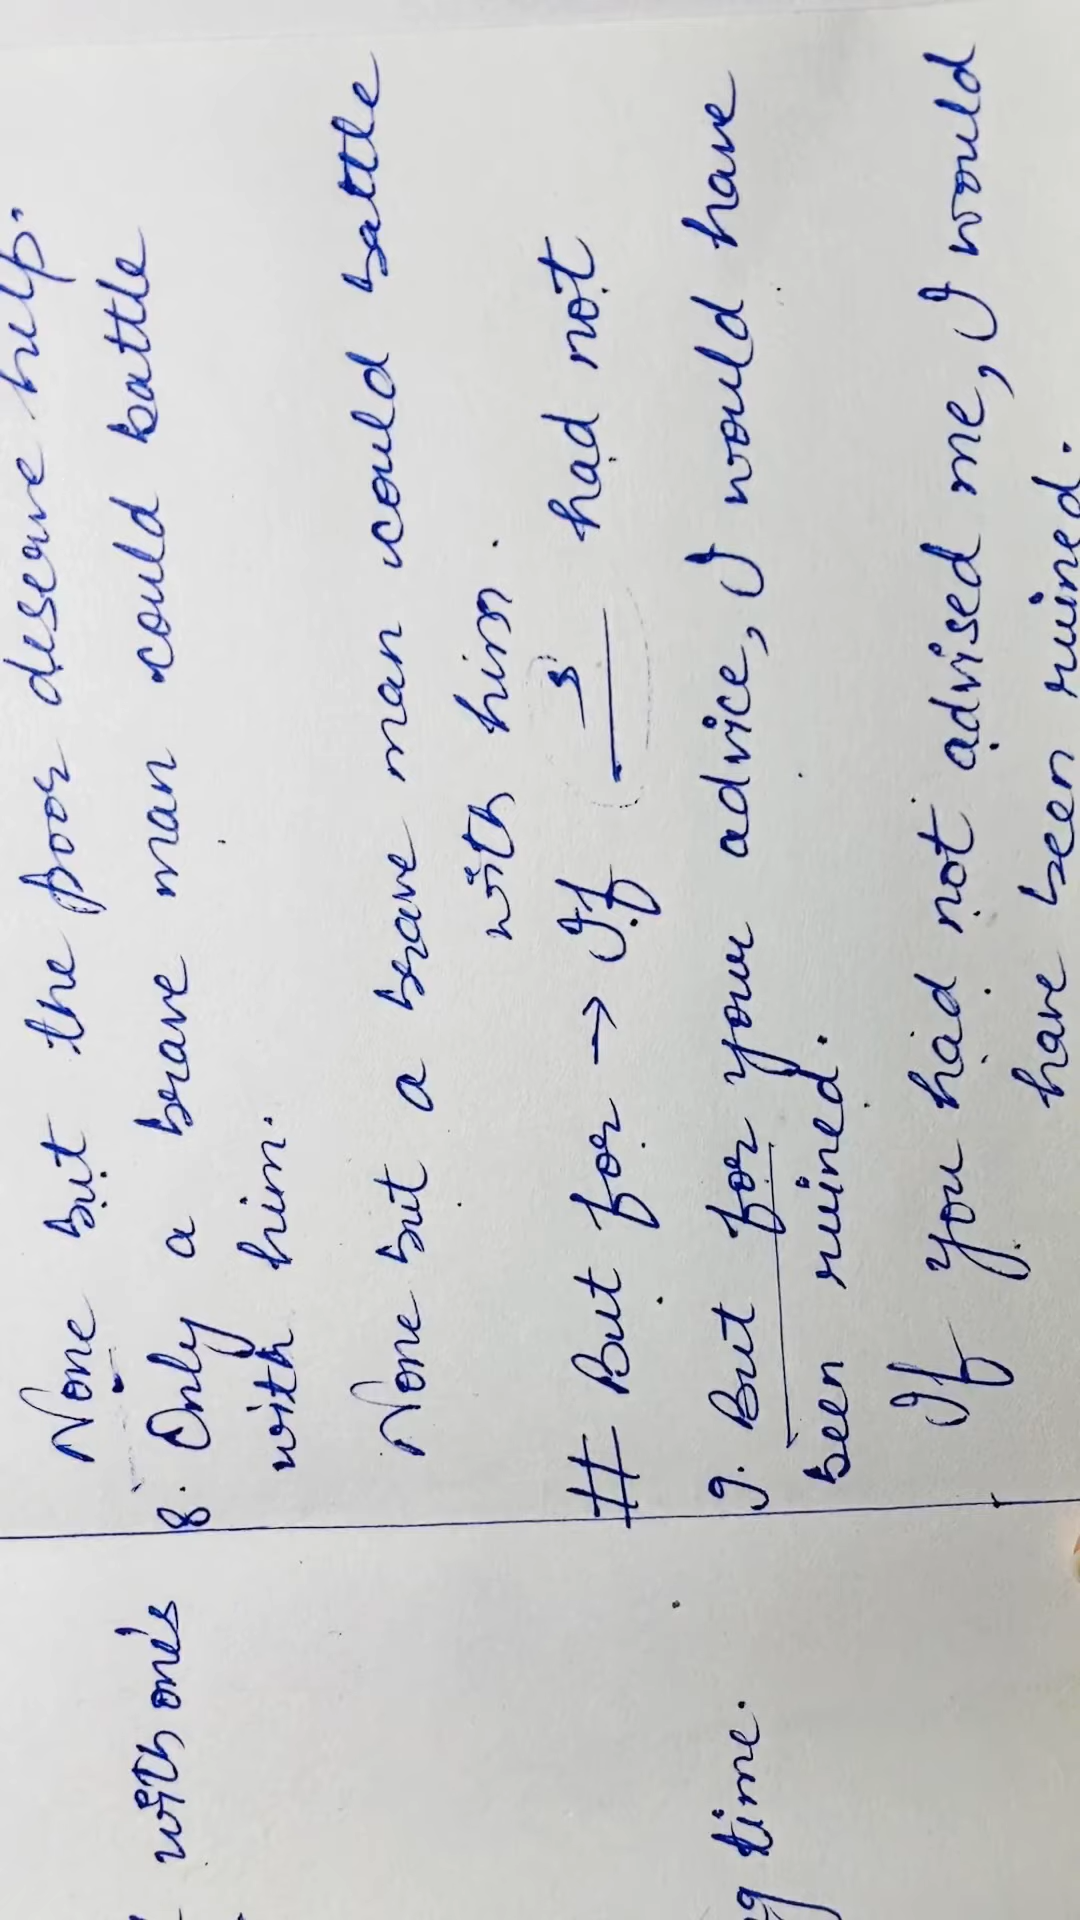 None but the poor deserve help.
8. Only a brave man could battle
with him.
None but a brave man could battle
with him.
# But for → If __s__ had not
9. But for your advice, I would have
been ruined.
If you had not advised me, I would
have been ruined.
with one's
time.